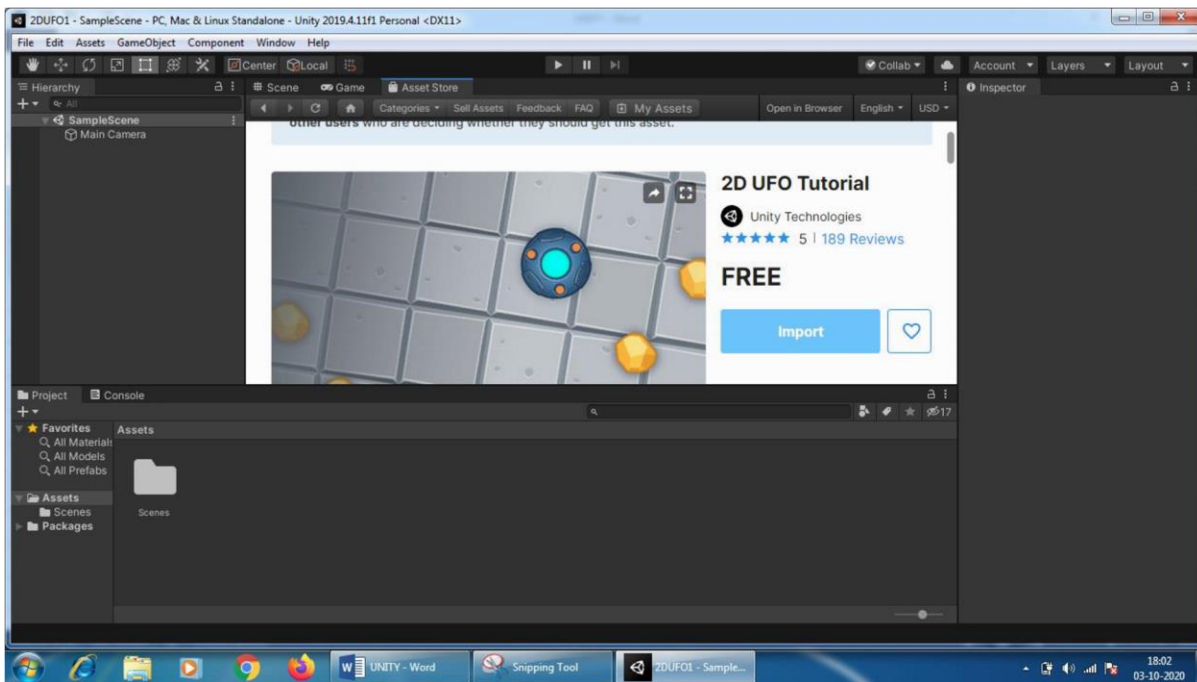 2DUFO1 - SampleScene - PC, Mac & Linux Standalone - Unity 2019.4.11f1 Personal <DX11>
File Edit Assets GameObject Component Window Help
Center Local Collab Account Layers Layout
Hierarchy
All
SampleScene
Main Camera
Scene Game Asset Store
Categories Sell Assets Feedback FAQ My Assets Open in Browser English USD
other users who are deciding whether they should get this asset.
2D UFO Tutorial
Unity Technologies
5 | 189 Reviews
FREE
Import
Inspector
Project Console
17
Favorites
All Materials
All Models
All Prefabs
Assets
Scenes
Packages
Assets
Scenes
UNITY - Word Snipping Tool 2DUFO1 - Sample...
18:02
03-10-2020